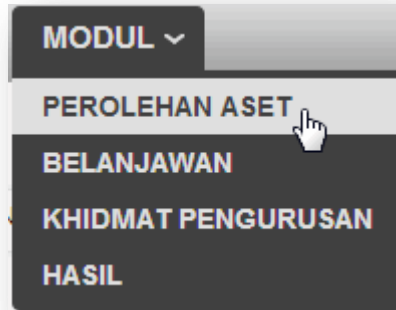 MODUL
PEROLEHAN ASET
BELANJAWAN
KHIDMAT PENGURUSAN
HASIL